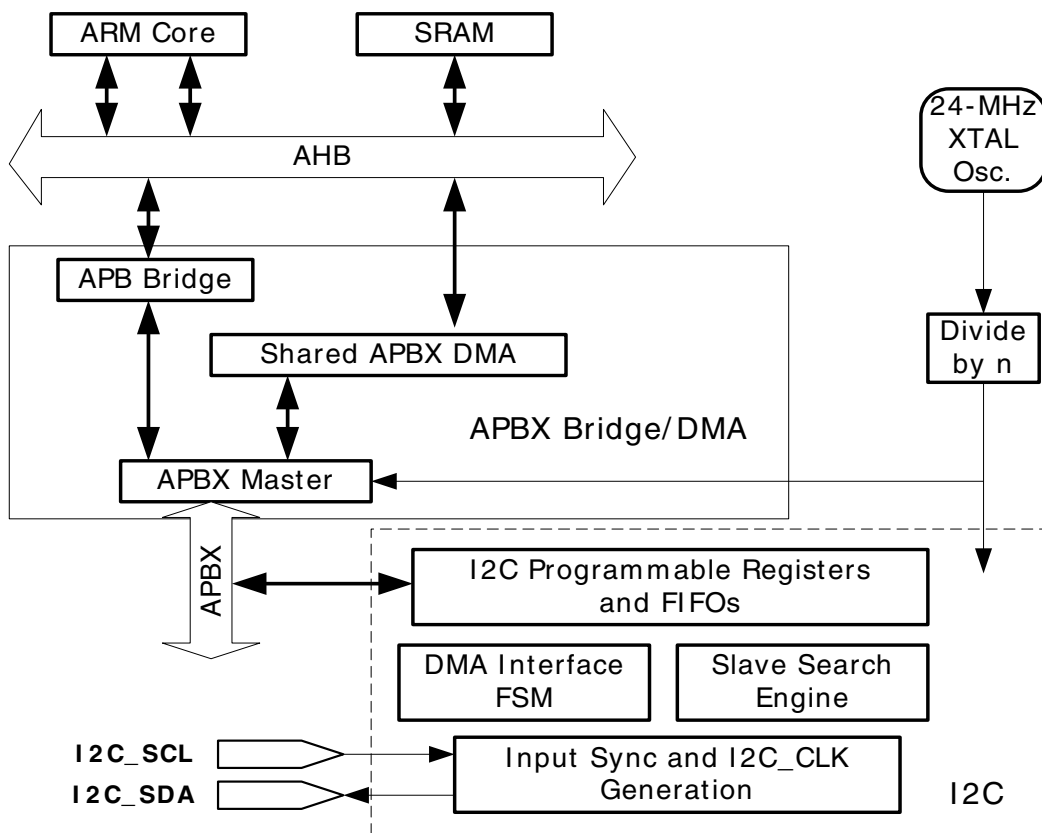 ARM Core
SRAM
24-MHz
XTAL
Osc.
AHB
APB Bridge
Shared APBX DMA
Divide
by n
APBX Bridge/DMA
APBX Master
APBX
I2C Programmable Registers
and FIFOs
DMA Interface
FSM
Slave Search
Engine
I2C_SCL
I2C_SDA
Input Sync and I2C_CLK
Generation
I2C